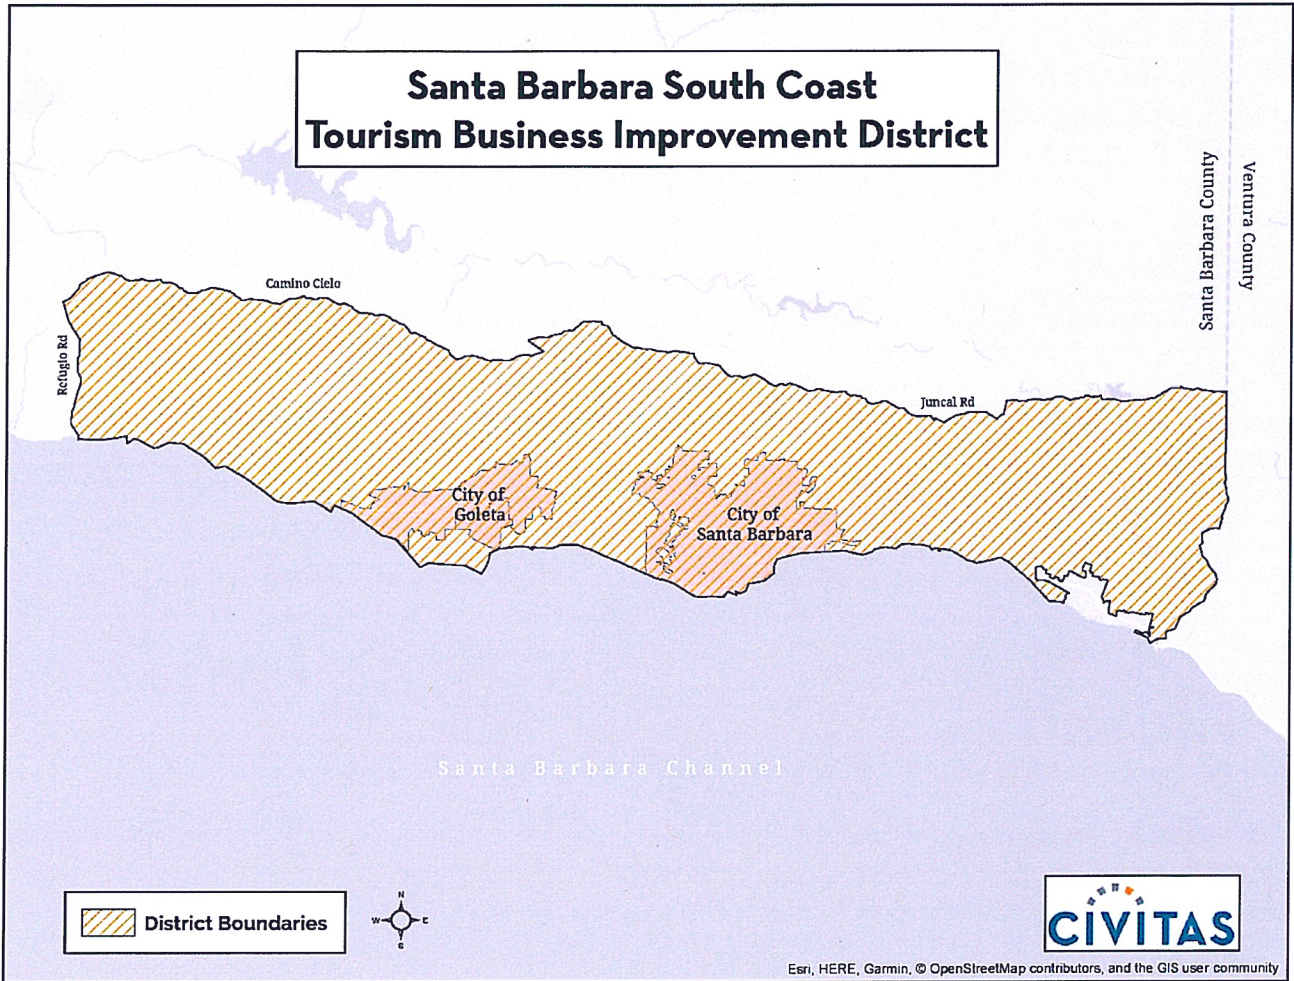 Santa Barbara South Coast
Tourism Business Improvement District
Santa Barbara County
Ventura County
Camino Cielo
Refugio Rd
Juncal Rd
City of
Goleta
City of
Santa Barbara
Santa Barbara Channel
District Boundaries
N
W E
S
CIVITAS
Esri, HERE, Garmin, © OpenStreetMap contributors, and the GIS user community